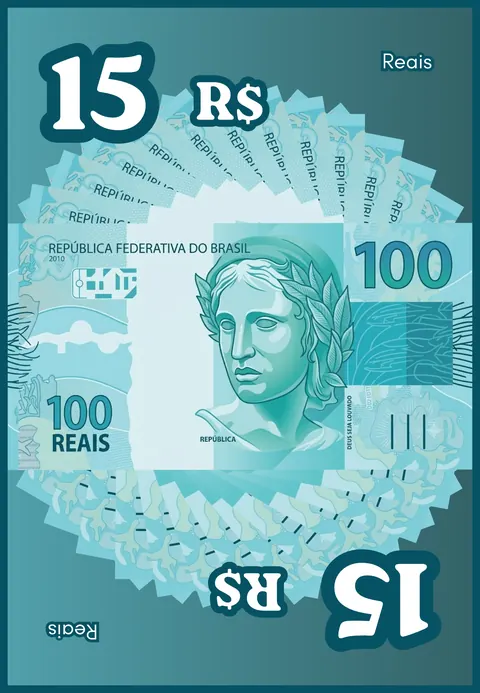 15 R$
Reais
REPÚBLICA FEDERATIVA DO BRASIL
2010
100
100
REAIS
REPÚBLICA
DEUS SEJA LOUVADO
R$ 15
Reais